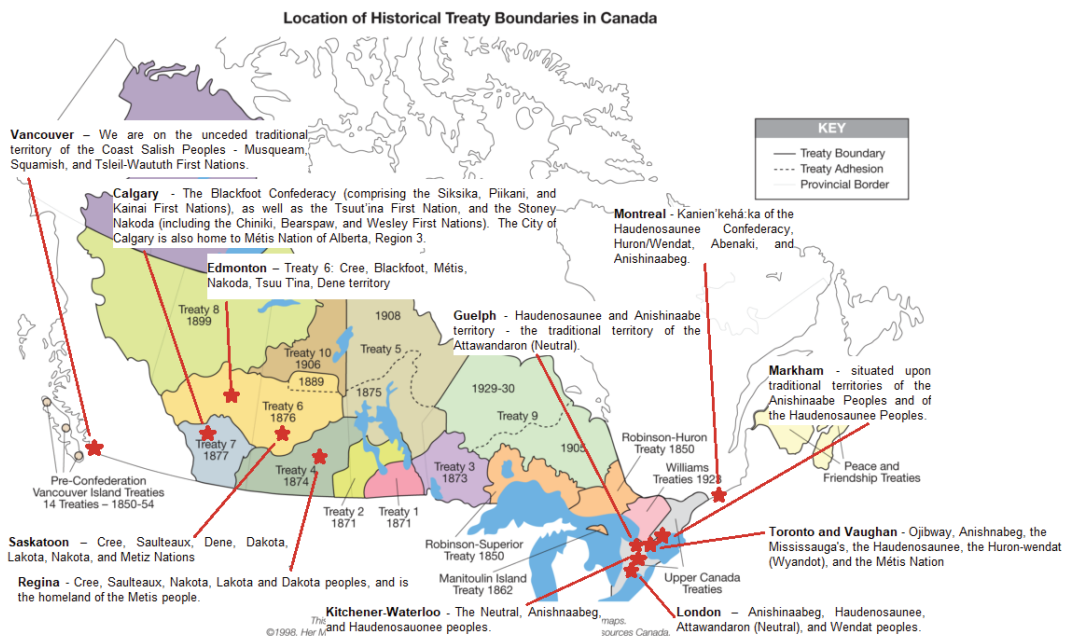 Location of Historical Treaty Boundaries in Canada
Vancouver – We are on the unceded traditional
territory of the Coast Salish Peoples - Musqueam,
Squamish, and Tsleil-Waututh First Nations.
KEY
Treaty Boundary
Treaty Adhesion
Provincial Border
Calgary - The Blackfoot Confederacy (comprising the Siksika, Piikani, and
Kainai First Nations), as well as the Tsuut'ina First Nation, and the Stoney
Nakoda (including the Chiniki, Bearspaw, and Wesley First Nations). The City of
Calgary is also home to Métis Nation of Alberta, Region 3.
Montreal - Kanien'kehá:ka of the
Haudenosaunee Confederacy,
Huron/Wendat, Abenaki, and
Anishinaabeg.
Edmonton – Treaty 6: Cree, Blackfoot, Métis,
Nakoda, Tsuu T'ina, Dene territory
Guelph - Haudenosaunee and Anishinaabe
territory - the traditional territory of the
Attawandaron (Neutral).
Markham - situated upon
traditional territories of the
Anishinaabe Peoples and of
the Haudenosaunee Peoples.
Treaty 8
1899
1908
Treaty 5
Treaty 10
1906
1889
1875
1929-30
Treaty 9
1905
Treaty 6
1876
Treaty 7
1877
Treaty 4
1874
Treaty 3
1873
Treaty 2
1871
Treaty 1
1871
Robinson-Huron
Treaty 1850
Williams
Treaties 1923
Peace and
Friendship Treaties
Pre-Confederation
Vancouver Island Treaties
14 Treaties – 1850-54
Robinson-Superior
Treaty 1850
Manitoulin Island
Treaty 1862
Upper Canada
Treaties
Saskatoon – Cree, Saulteaux, Dene, Dakota,
Lakota, Nakota, and Metiz Nations
Toronto and Vaughan - Ojibway, Anishnabeg, the
Mississauga's, the Haudenosaunee, the Huron-wendat
(Wyandot), and the Métis Nation
Regina - Cree, Saulteaux, Nakota, Lakota and Dakota peoples, and is
the homeland of the Metis people.
Kitchener-Waterloo - The Neutral, Anishnaabeg,
and Haudenosauonee peoples.
London – Anishinaabeg, Haudenosaunee,
Attawandaron (Neutral), and Wendat peoples.
maps.
©1998. Her
sources Canada.